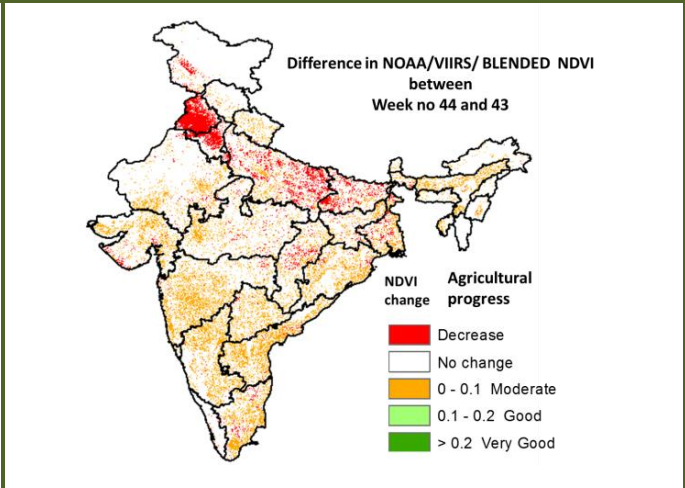 Difference in NOAA/VIIRS/ BLENDED NDVI
between
Week no 44 and 43
NDVI change
Agricultural progress
Decrease
No change
0 - 0.1 Moderate
0.1 - 0.2 Good
> 0.2 Very Good